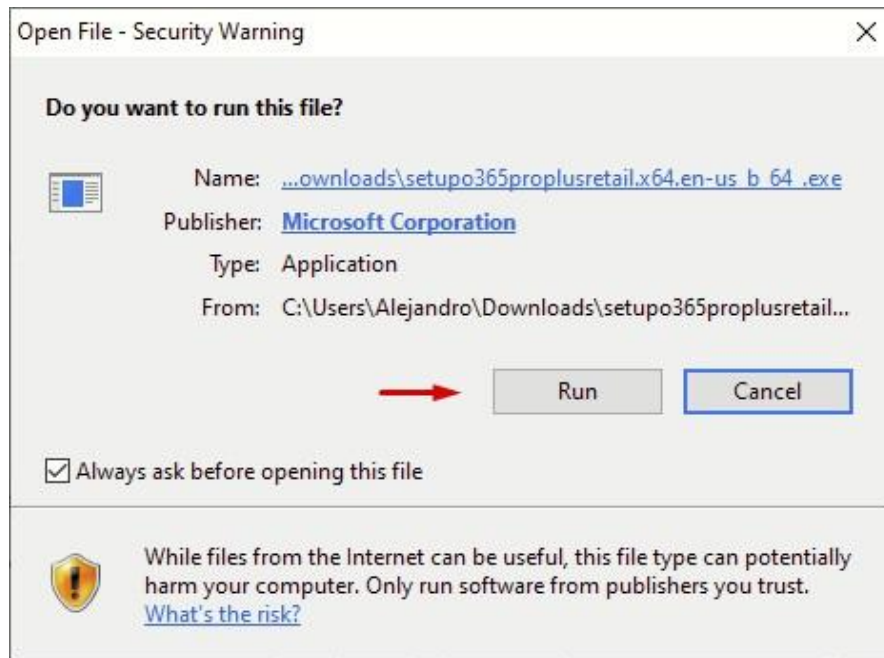 Open File - Security Warning
Do you want to run this file?
Name: ...ownloads\setupo365proplusretail.x64.en-us_b_64_.exe
Publisher: Microsoft Corporation
Type: Application
From: C:\Users\Alejandro\Downloads\setupo365proplusretail...
Run Cancel
Always ask before opening this file
While files from the Internet can be useful, this file type can potentially
harm your computer. Only run software from publishers you trust.
What's the risk?